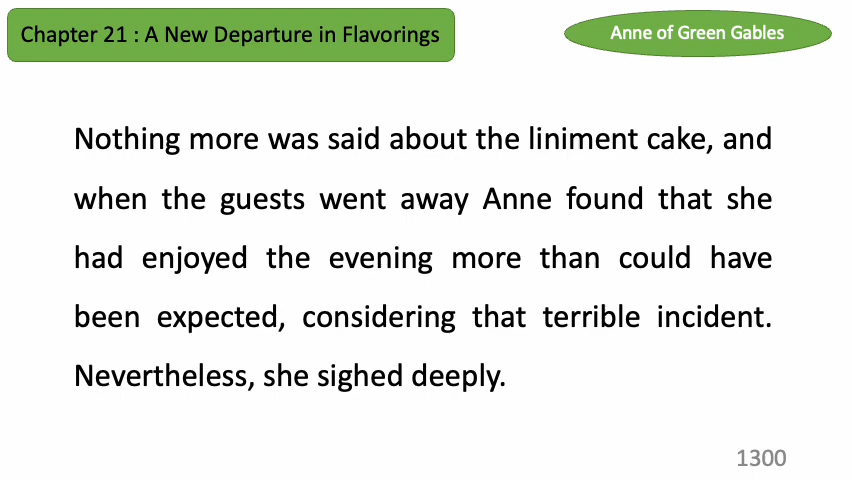 Chapter 21 : A New Departure in Flavorings
Anne of Green Gables
Nothing more was said about the liniment cake, and
when the guests went away Anne found that she
had enjoyed the evening more than could have
been expected, considering that terrible incident.
Nevertheless, she sighed deeply.
1300